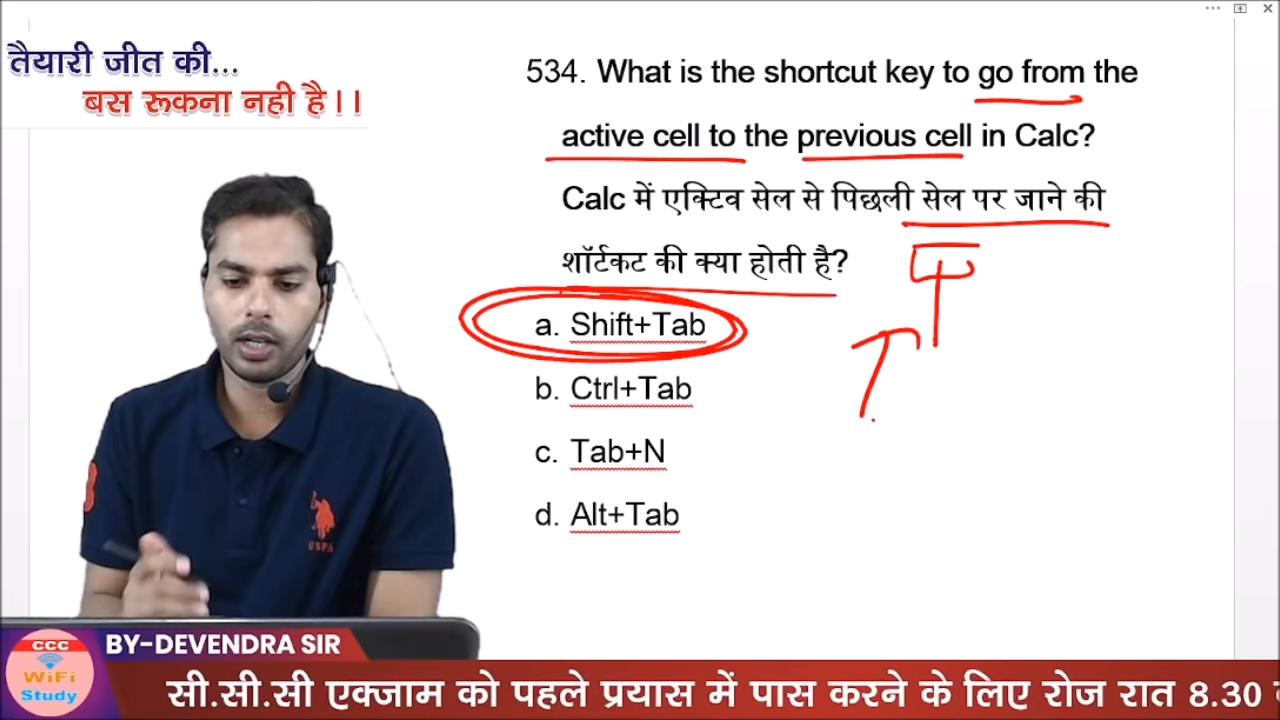 तैयारी जीत की...
बस रूकना नही है।।
534. What is the shortcut key to go from the
active cell to the previous cell in Calc?
Calc में एक्टिव सेल से पिछली सेल पर जाने की
शॉर्टकट की क्या होती है?
a. Shift+Tab
b. Ctrl+Tab
c. Tab+N
d. Alt+Tab
3
USPA
BY-DEVENDRA SIR
CCC
WiFi
Study
सी.सी.सी एक्जाम को पहले प्रयास में पास करने के लिए रोज रात 8.30